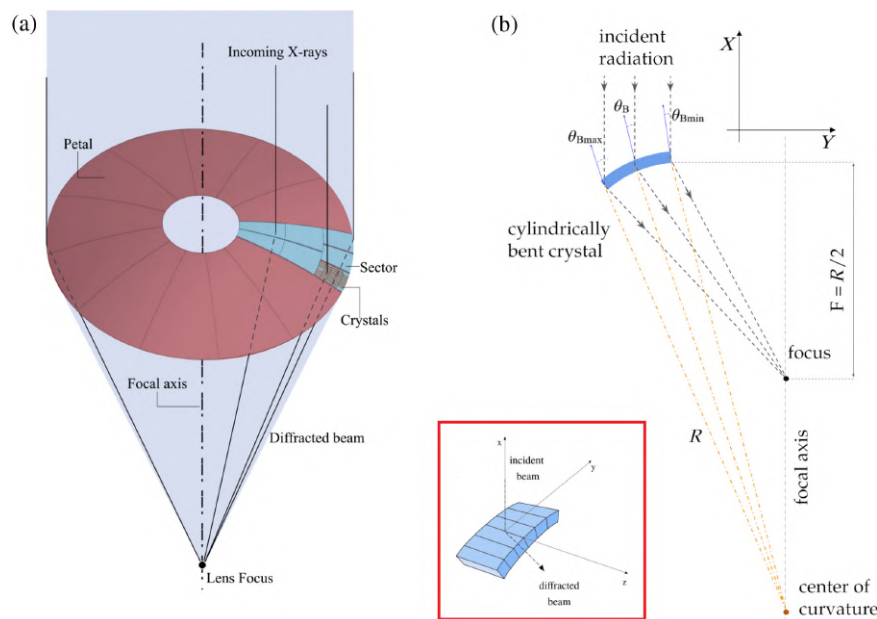 (a)
Incoming X-rays
Petal
Sector
Crystals
Focal axis
Diffracted beam
Lens Focus
(b)
incident
radiation
X
Y
θBmax
θB
θBmin
cylindrically
bent crystal
F = R/2
focus
R
focal axis
center of
curvature
x
incident
beam
y
z
diffracted
beam